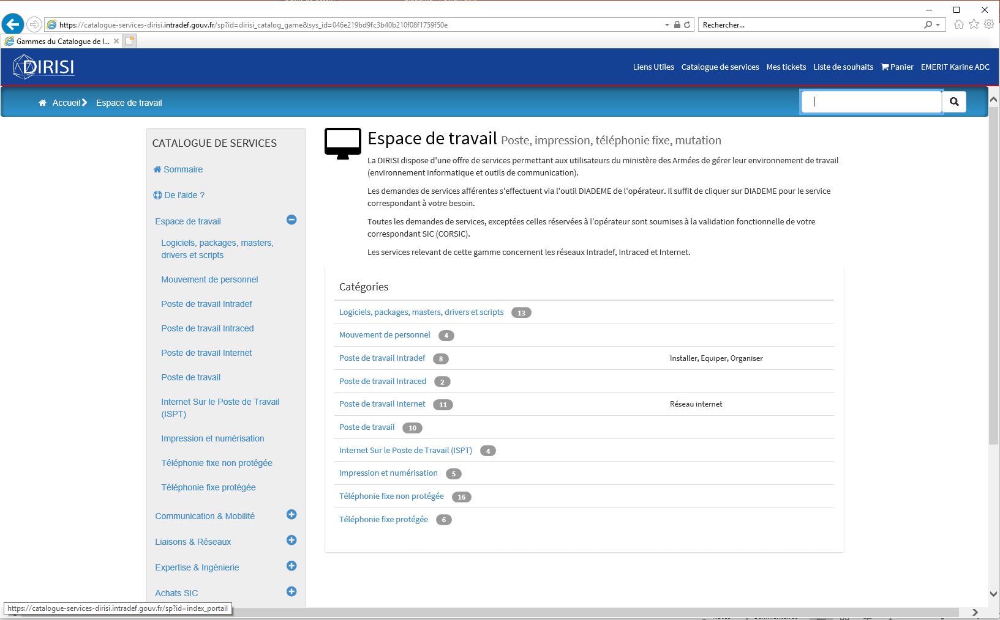 https://catalogue-services-dirisi.intradef.gouv.fr/sp?id=dirisi_catalog_game&sys_id=046e219bd9fc3b40b210f08f1759f50e
Rechercher...
Gammes du Catalogue de l...
DIRISI
Liens Utiles Catalogue de services Mes tickets Liste de souhaits Panier EMERIT Karine ADC
Accueil Espace de travail
CATALOGUE DE SERVICES
Sommaire
De l'aide ?
Espace de travail
Logiciels, packages, masters,
drivers et scripts
Mouvement de personnel
Poste de travail Intradef
Poste de travail Intraced
Poste de travail Internet
Poste de travail
Internet Sur le Poste de Travail
(ISPT)
Impression et numérisation
Téléphonie fixe non protégée
Téléphonie fixe protégée
Communication & Mobilité
Liaisons & Réseaux
Expertise & Ingénierie
Achats SIC
Espace de travail Poste, impression, téléphonie fixe, mutation
La DIRISI dispose d'une offre de services permettant aux utilisateurs du ministère des Armées de gérer leur environnement de travail
(environnement informatique et outils de communication).
Les demandes de services afférentes s'effectuent via l'outil DIADEME de l'opérateur. Il suffit de cliquer sur DIADEME pour le service
correspondant à votre besoin.
Toutes les demandes de services, exceptées celles réservées à l'opérateur sont soumises à la validation fonctionnelle de votre
correspondant SIC (CORSIC).
Les services relevant de cette gamme concernent les réseaux Intradef, Intraced et Internet.
Catégories
Logiciels, packages, masters, drivers et scripts 13
Mouvement de personnel 4
Poste de travail Intradef 8 Installer, Equiper, Organiser
Poste de travail Intraced 2
Poste de travail Internet 11 Réseau internet
Poste de travail 10
Internet Sur le Poste de Travail (ISPT) 4
Impression et numérisation 5
Téléphonie fixe non protégée 16
Téléphonie fixe protégée 6
https://catalogue-services-dirisi.intradef.gouv.fr/sp?id=index_portail